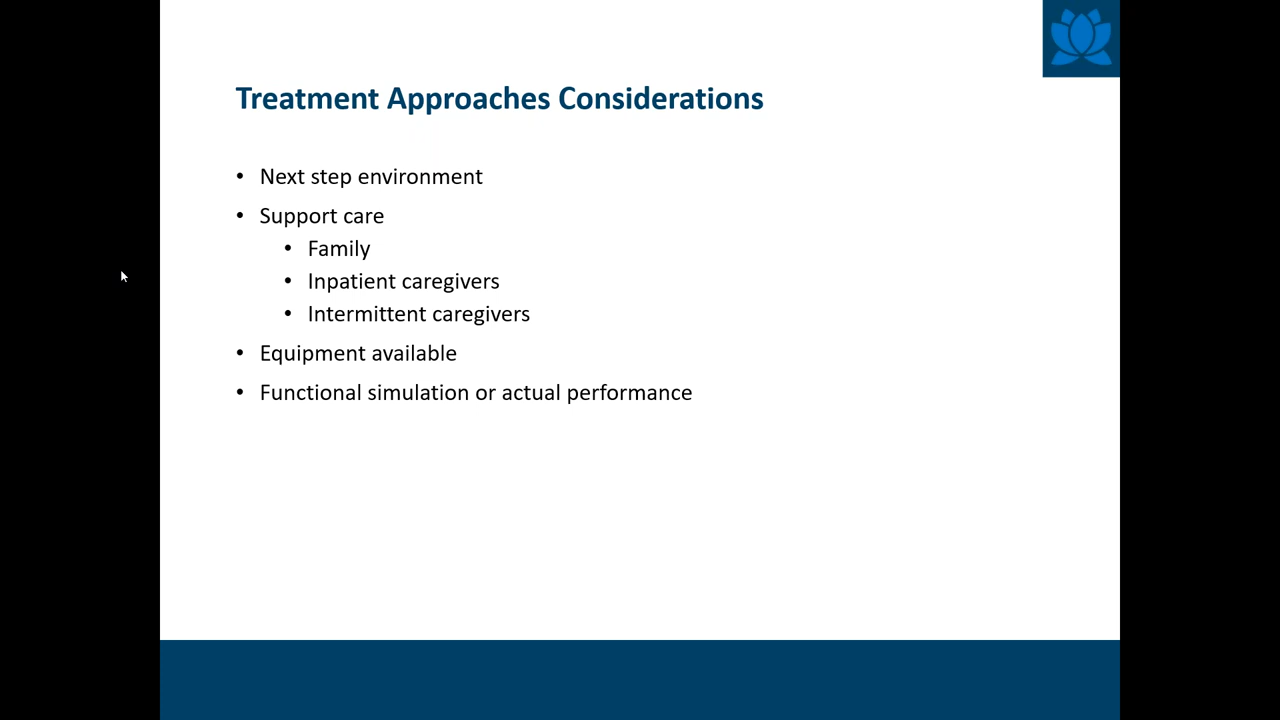 Treatment Approaches Considerations
• Next step environment
• Support care
• Family
• Inpatient caregivers
• Intermittent caregivers
• Equipment available
• Functional simulation or actual performance